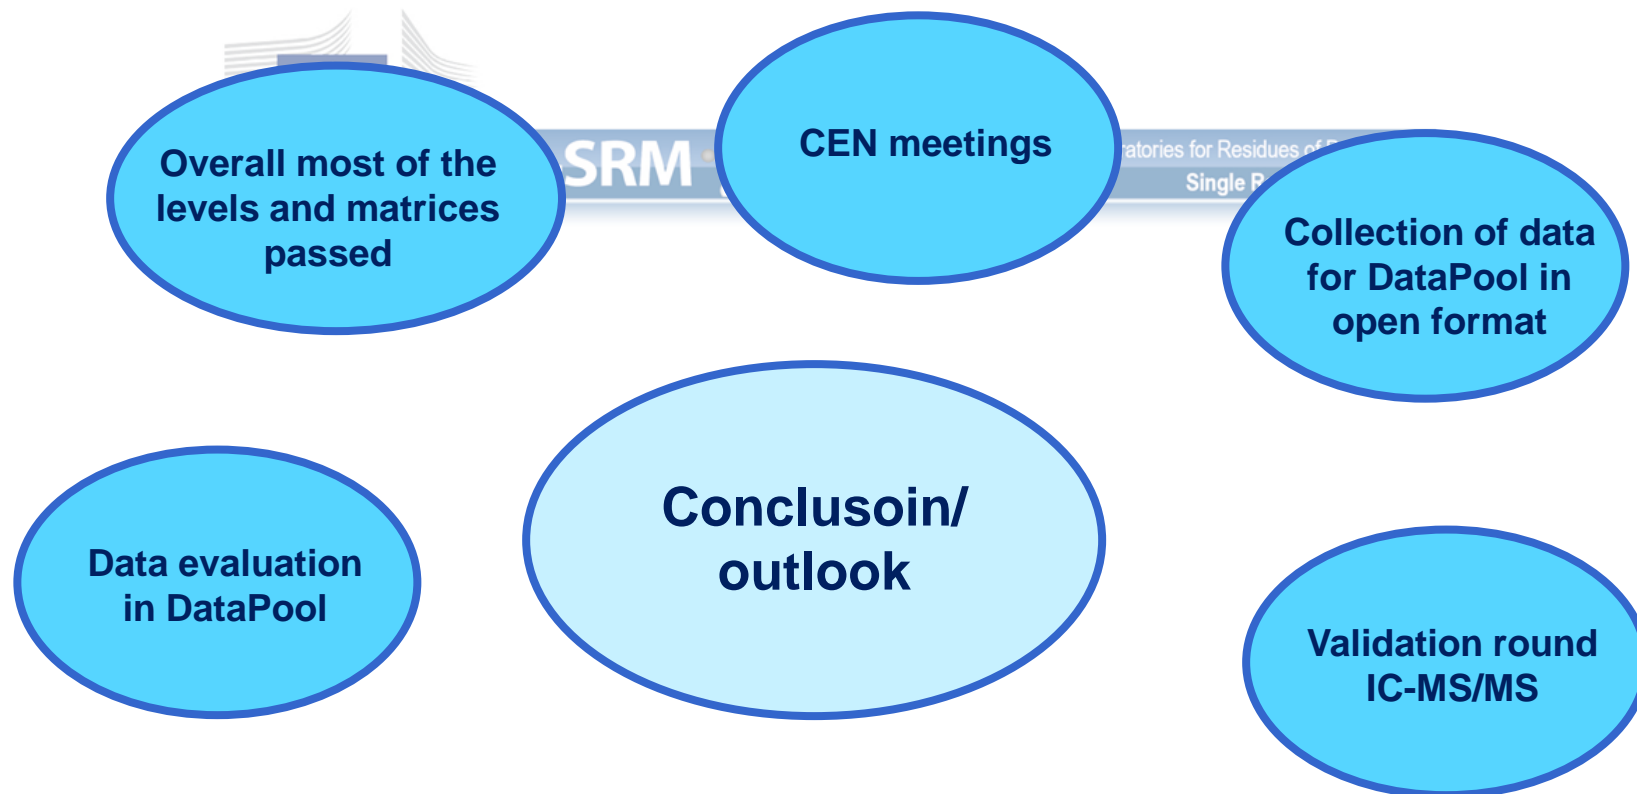 Overall most of the
levels and matrices
passed
SRM
CEN meetings
ratories for Residues of
Single
Collection of data
for DataPool in
open format
Conclusoin/
outlook
Data evaluation
in DataPool
Validation round
IC-MS/MS